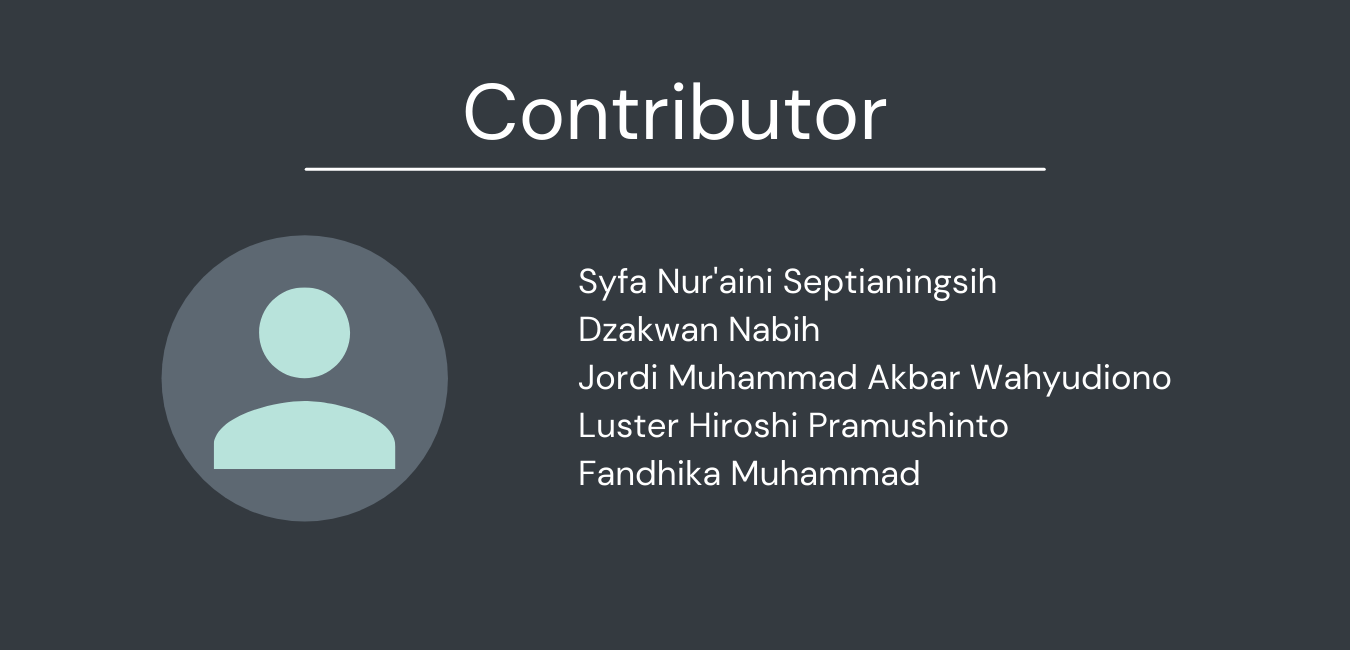 Contributor
Syfa Nur'aini Septianingsih
Dzakwan Nabih
Jordi Muhammad Akbar Wahyudiono
Luster Hiroshi Pramushinto
Fandhika Muhammad